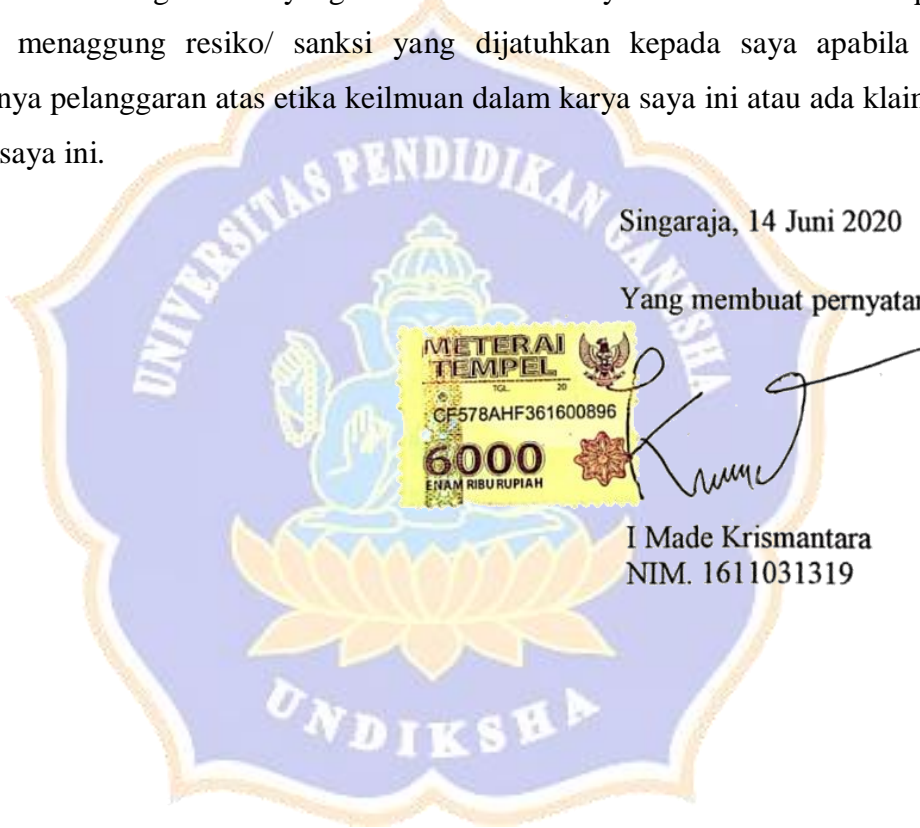 menaggung resiko/ sanksi yang dijatuhkan kepada saya apabila
nya pelanggaran atas etika keilmuan dalam karya saya ini atau ada klaim
saya ini.
UNIVERSITAS PENDIDIKAN GANESHA
Singaraja, 14 Juni 2020
Yang membuat pernyatan
METERAI
TEMPEL
TGL. 20
CF578AHF361600896
6000
ENAM RIBU RUPIAH
I Made Krismantara
NIM. 1611031319
UNDIKSHA